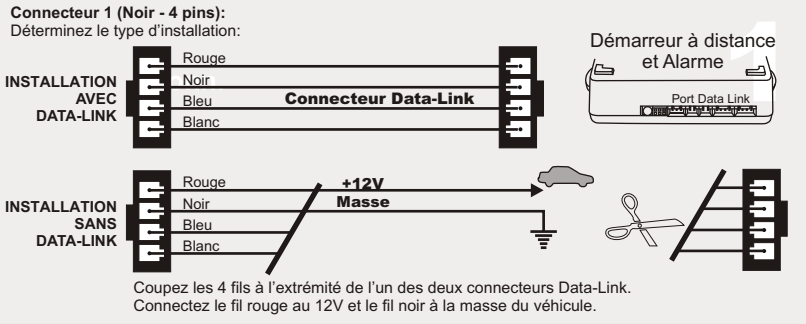 Connecteur 1 (Noir - 4 pins):
Déterminez le type d'installation:
Démarreur à distance
et Alarme
1
Port Data Link
INSTALLATION
AVEC
DATA-LINK
Rouge
Noir
Bleu
Blanc
Connecteur Data-Link
INSTALLATION
SANS
DATA-LINK
Rouge
Noir
Bleu
Blanc
+12V
Masse
Coupez les 4 fils à l'extrémité de l'un des deux connecteurs Data-Link.
Connectez le fil rouge au 12V et le fil noir à la masse du véhicule.